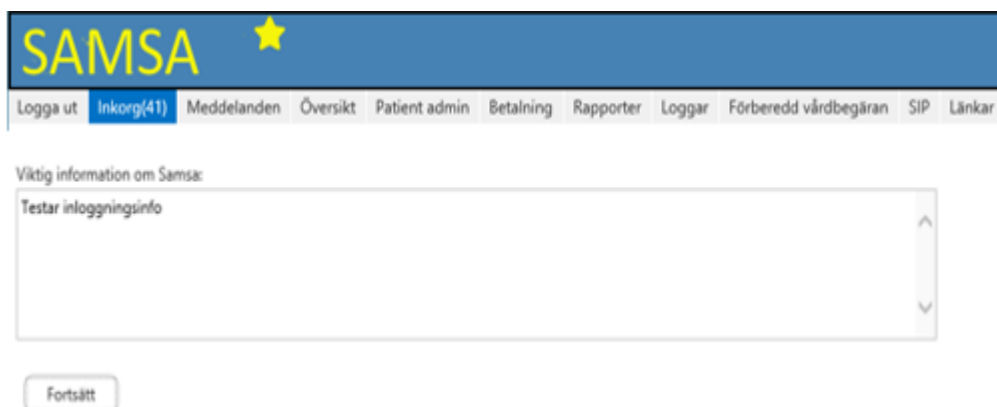 SAMSA
Logga ut Inkorg(41) Meddelanden Översikt Patient admin Betalning Rapporter Loggar Förberedd vårdbegäran SIP Länkar
Viktig information om Samsa:
Testar inloggningsinfo
Fortsätt